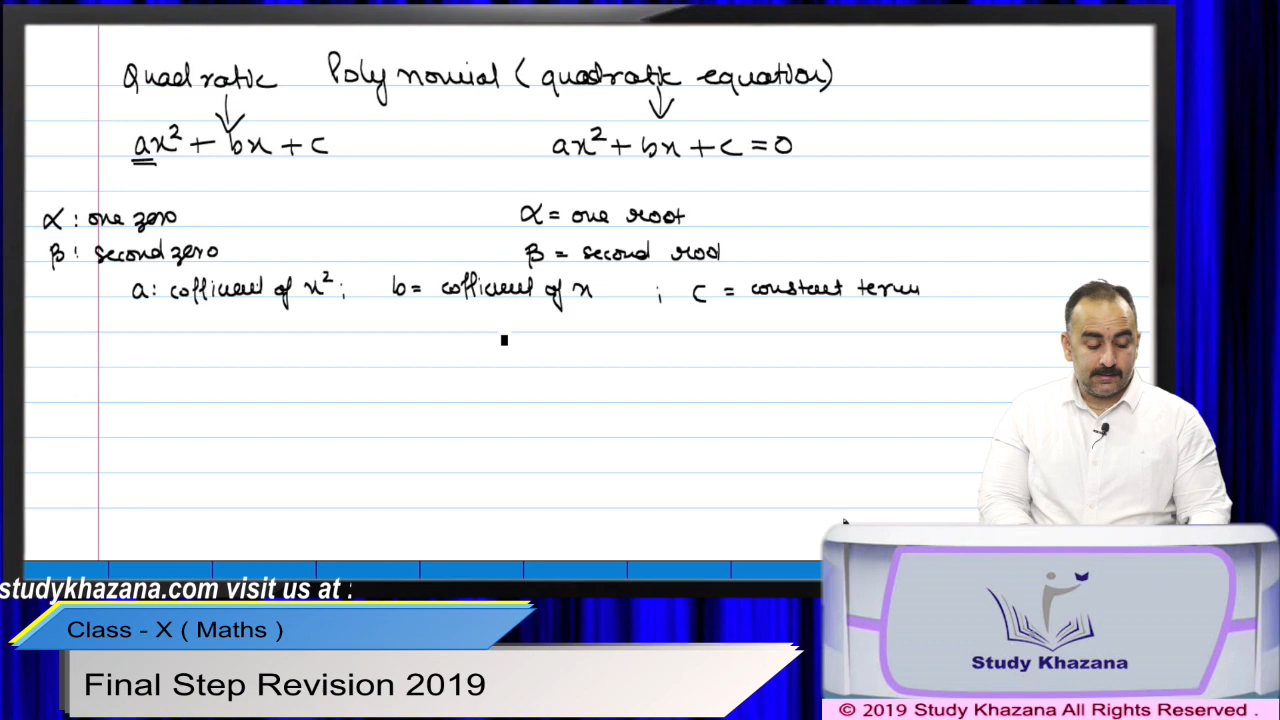 Quadratic Polynomial (quadratic equation)
ax²+bx+c ax²+bx+c=0
α : one zero α = one root
β : second zero β = second root
a : cofficient of x² ; b = cofficient of x ; c = constant term
studykhazana.com visit us at :
Class - X ( Maths )
Final Step Revision 2019
Study Khazana
© 2019 Study Khazana All Rights Reserved .